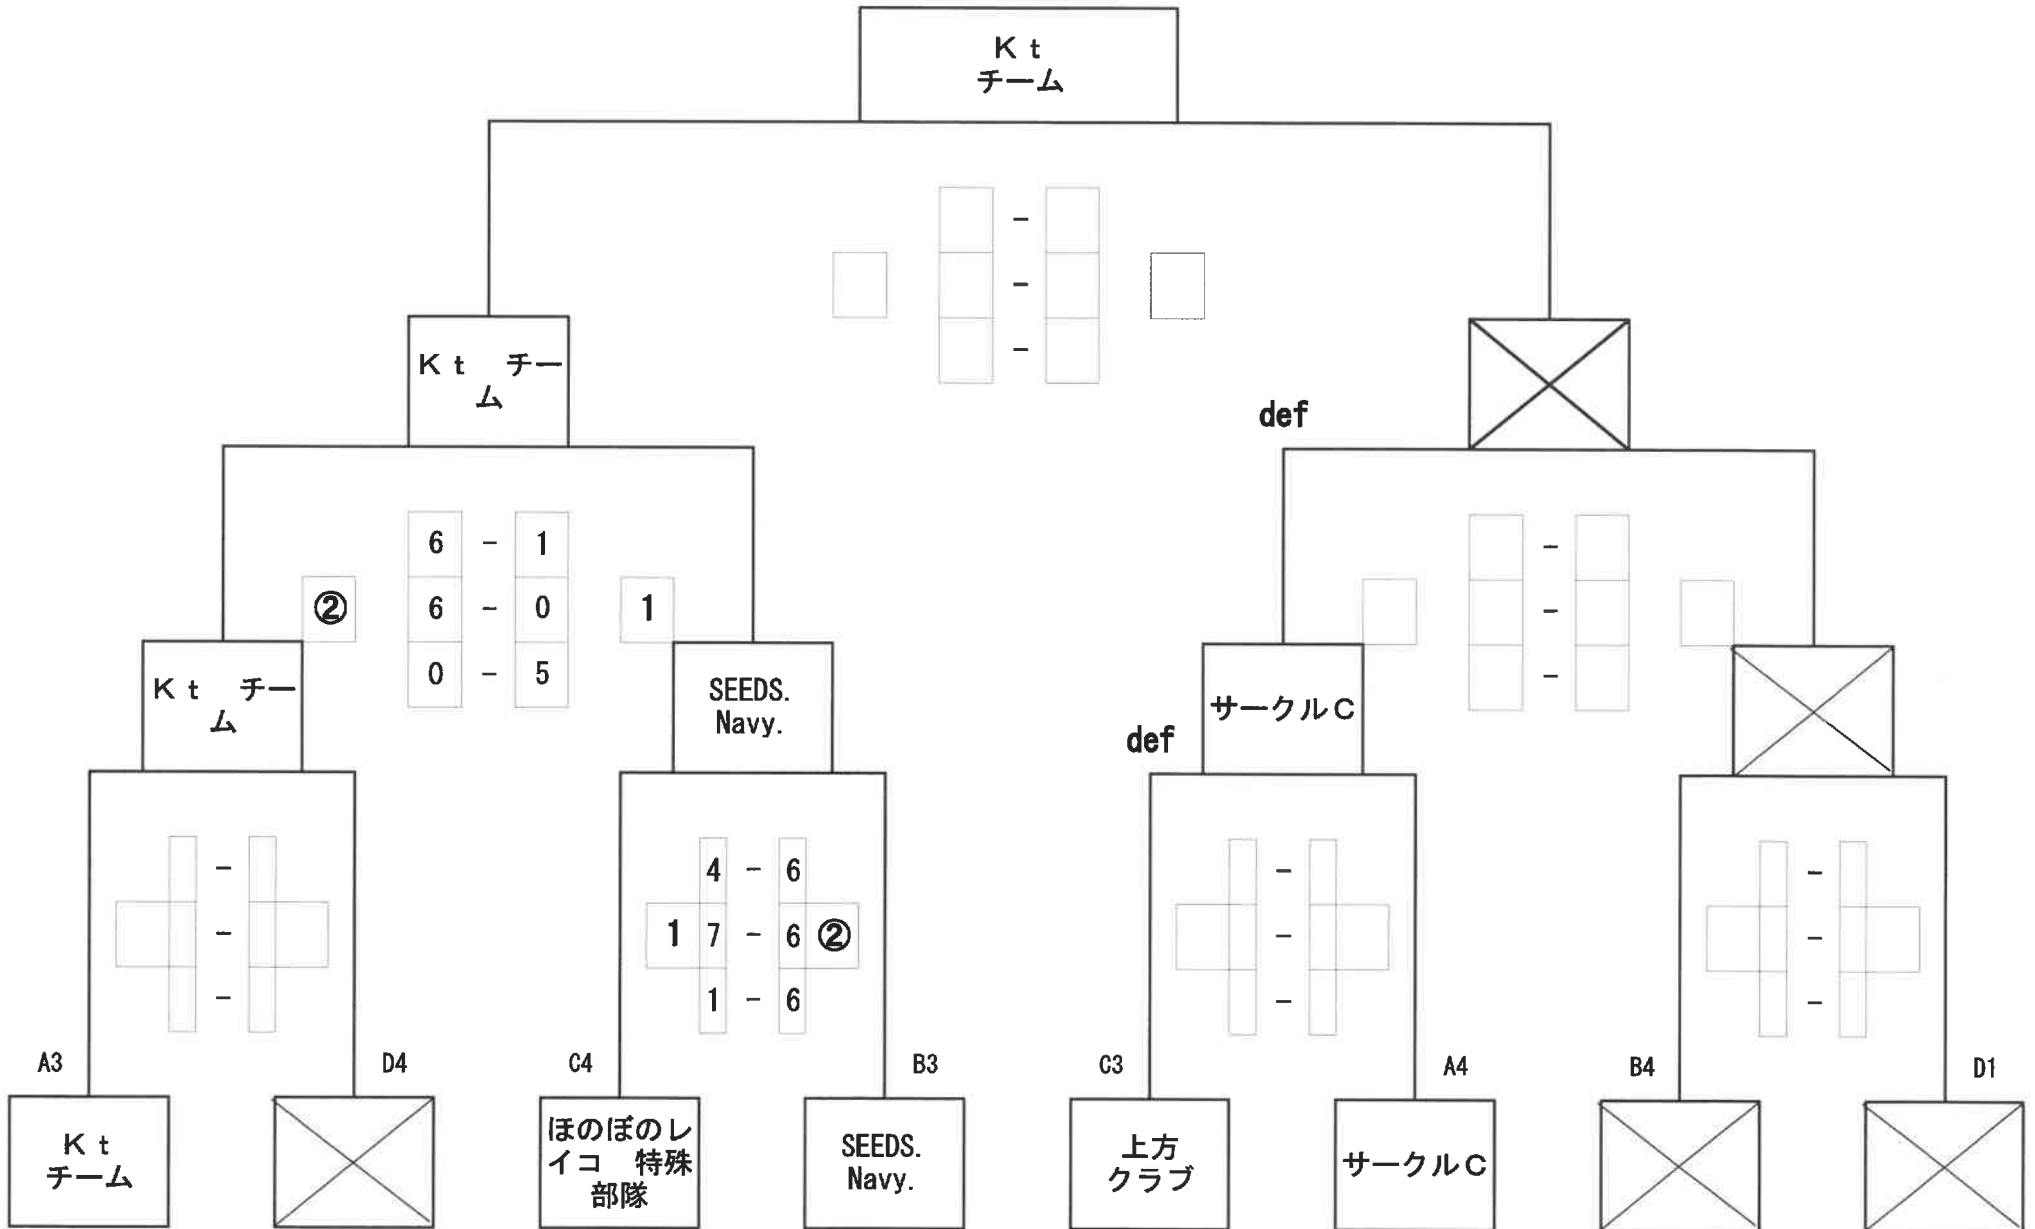 Ｋｔ
チーム
-
-
-
Ｋｔ　チー
ム
def
6 - 1
② 6 - 0 1
0 - 5
-
-
-
Ｋｔ　チー
ム
SEEDS.
Navy.
def
サークルＣ
-
-
-
4 - 6
1 7 - 6 ②
1 - 6
-
-
-
-
-
-
A3 D4 C4 B3 C3 A4 B4 D1
Ｋｔ
チーム
ほのぼのレ
イコ　特殊
部隊
SEEDS.
Navy.
上方
クラブ
サークルＣ